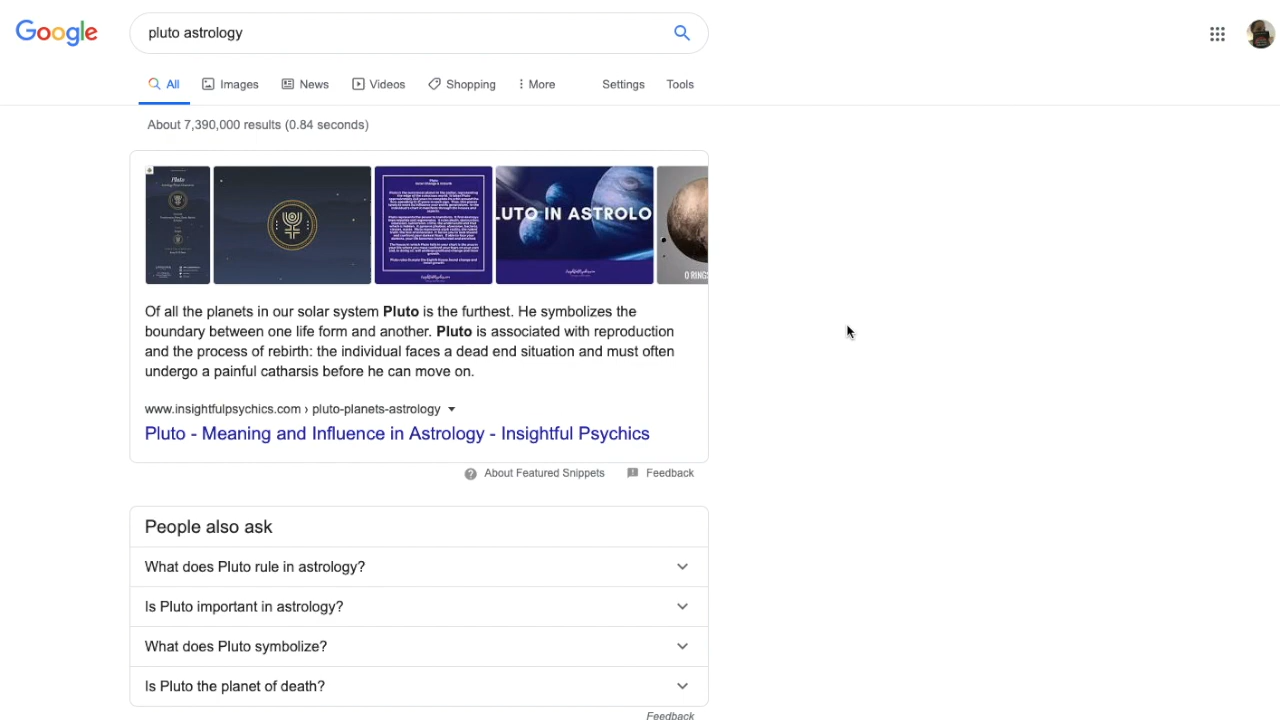 Google
pluto astrology
All
Images
News
Videos
Shopping
More
Settings
Tools
About 7,390,000 results (0.84 seconds)
Pluto
LUTO IN ASTROLO
0 RING
Of all the planets in our solar system Pluto is the furthest. He symbolizes the
boundary between one life form and another. Pluto is associated with reproduction
and the process of rebirth: the individual faces a dead end situation and must often
undergo a painful catharsis before he can move on.
www.insightfulpsychics.com › pluto-planets-astrology
Pluto - Meaning and Influence in Astrology - Insightful Psychics
About Featured Snippets
Feedback
People also ask
What does Pluto rule in astrology?
Is Pluto important in astrology?
What does Pluto symbolize?
Is Pluto the planet of death?
Feedback